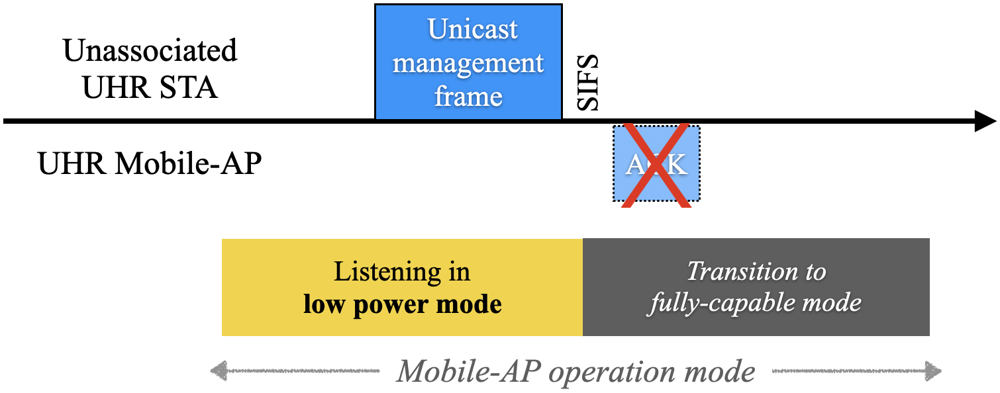 Unassociated
UHR STA
Unicast
management
frame
SIFS
UHR Mobile-AP
ACK
Listening in
low power mode
Transition to
fully-capable mode
Mobile-AP operation mode